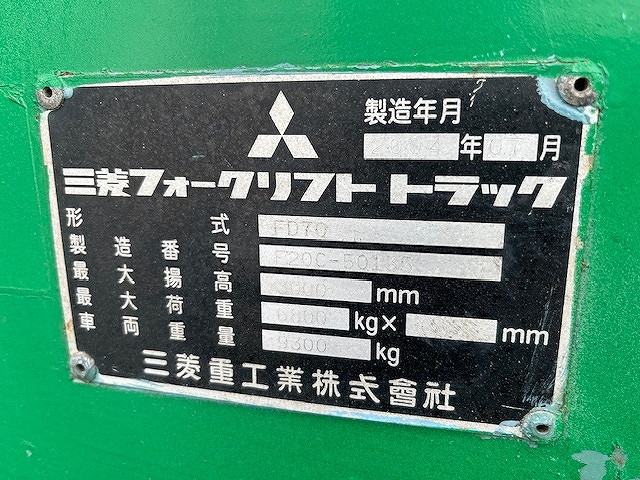 製造年月
2004年07月
三菱フォークリフトトラック
形式 FD70
製造番号 F20C-50
最大揚高 3000 mm
最大荷重 6800 kg× mm
車両重量 9300 kg
三菱重工業株式會社